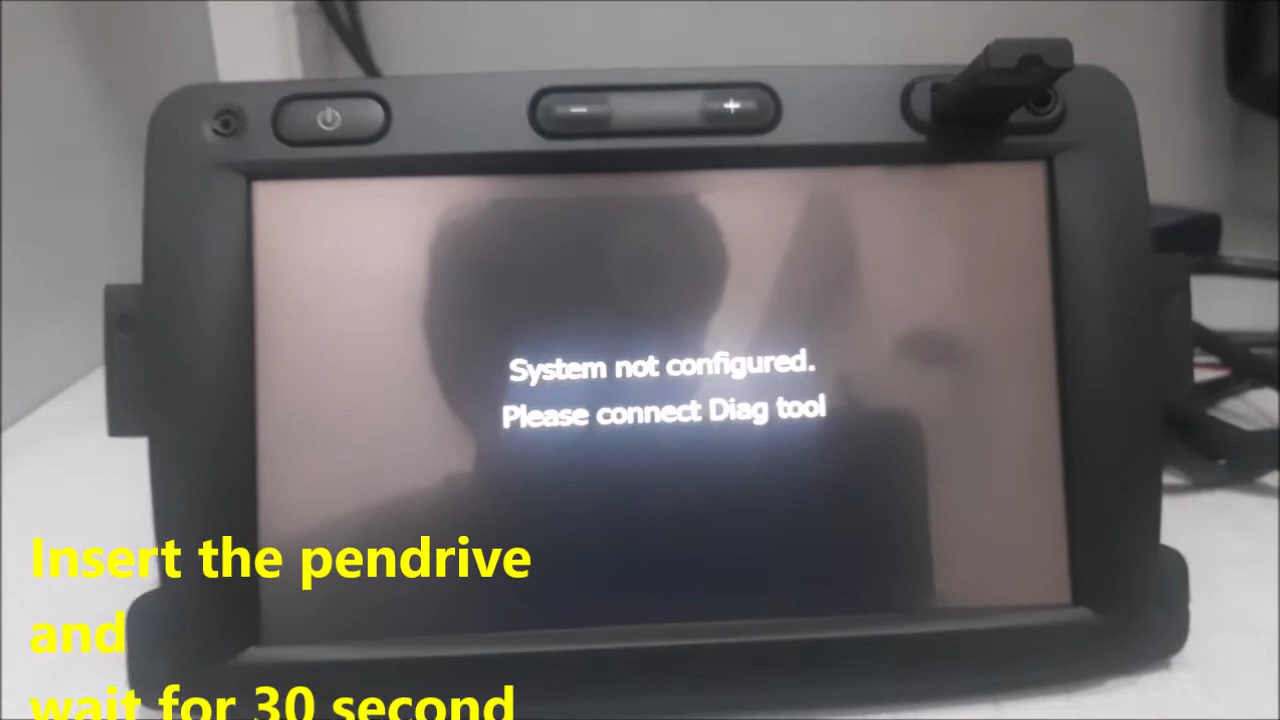 System not configured.
Please connect Diag tool
Insert the pendrive
and
wait for 30 second